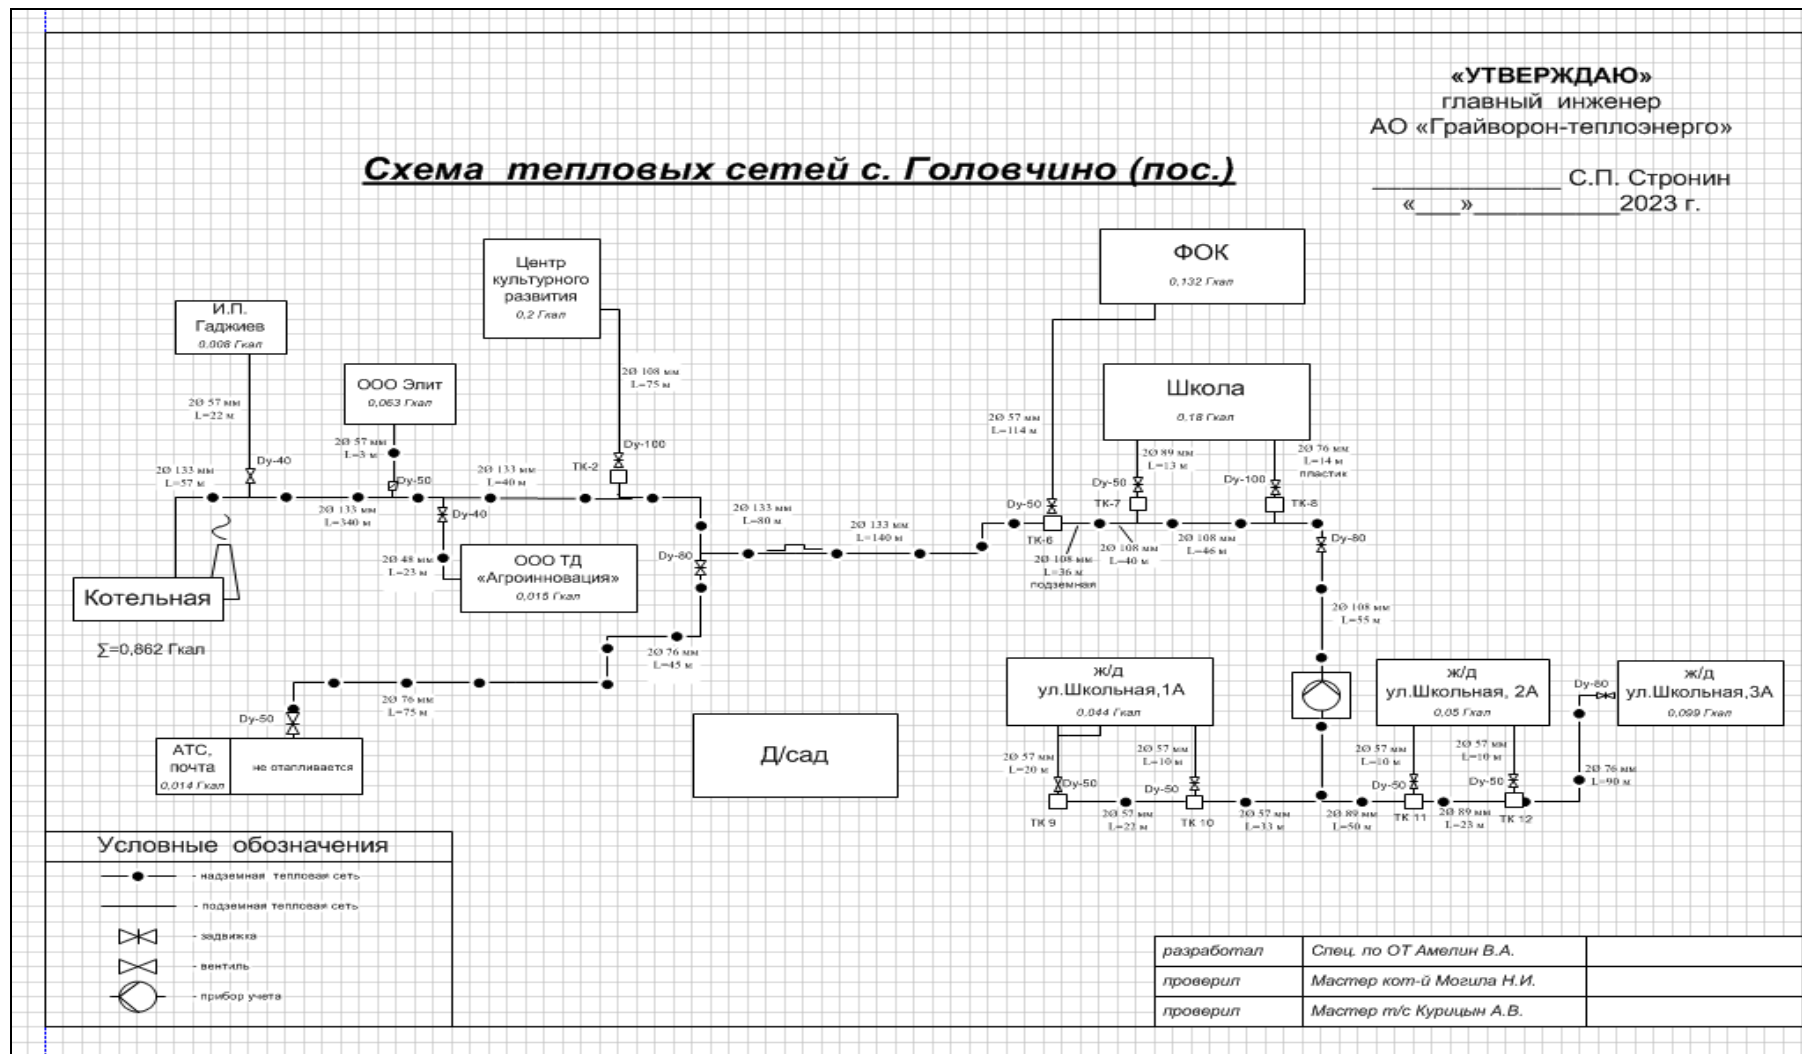 «УТВЕРЖДАЮ»
главный инженер
АО «Грайворон-теплоэнерго»
Схема тепловых сетей с. Головчино (пос.)
______________ С.П. Стронин
«___»___________2023 г.
ФОК
0,132 Гкал
Центр
культурного
развития
0,2 Гкал
И.П.
Гаджиев
0,008 Гкал
ООО Элит
0,063 Гкал
Школа
0,18 Гкал
2Ø 108 мм
L=75 м
2Ø 57 мм
L=22 м
2Ø 57 мм
L=114 м
2Ø 57 мм
L=3 м
Dy-100
2Ø 89 мм
L=13 м
2Ø 76 мм
L=14 м
пластик
Dy-40
ТК-2
2Ø 133 мм
L=57 м
Dy-50
2Ø 133 мм
L=40 м
Dy-50
Dy-100
Dy-50
ТК-7
ТК-8
2Ø 133 мм
L=340 м
Dy-40
2Ø 133 мм
L=80 м
2Ø 133 мм
L=140 м
ТК-6
2Ø 108 мм
L=36 м
подземная
2Ø 108 мм
L=40 м
2Ø 108 мм
L=46 м
Dy-80
Dy-80
2Ø 48 мм
L=23 м
ООО ТД
«Агроинновация»
0,015 Гкал
Котельная
∑=0,862 Гкал
2Ø 108 мм
L=55 м
2Ø 76 мм
L=45 м
2Ø 76 мм
L=75 м
Dy-50
АТС,
почта
0,014 Гкал
не отапливается
Д/сад
ж/д
ул.Школьная,1А
0,044 Гкал
ж/д
ул.Школьная, 2А
0,05 Гкал
Dy-80
ж/д
ул.Школьная,3А
0,099 Гкал
2Ø 57 мм
L=20 м
2Ø 57 мм
L=10 м
2Ø 57 мм
L=10 м
2Ø 57 мм
L=10 м
2Ø 76 мм
L=90 м
Dy-50
Dy-50
Dy-50
Dy-50
ТК 9
2Ø 57 мм
L=22 м
ТК 10
2Ø 57 мм
L=33 м
2Ø 89 мм
L=50 м
ТК 11
2Ø 89 мм
L=23 м
ТК 12
Условные обозначения
- надземная тепловая сеть
- подземная тепловая сеть
- задвижка
- вентиль
- прибор учета
разработал Спец. по ОТ Амелин В.А.
проверил Мастер кот-й Могила Н.И.
проверил Мастер т/с Курицын А.В.